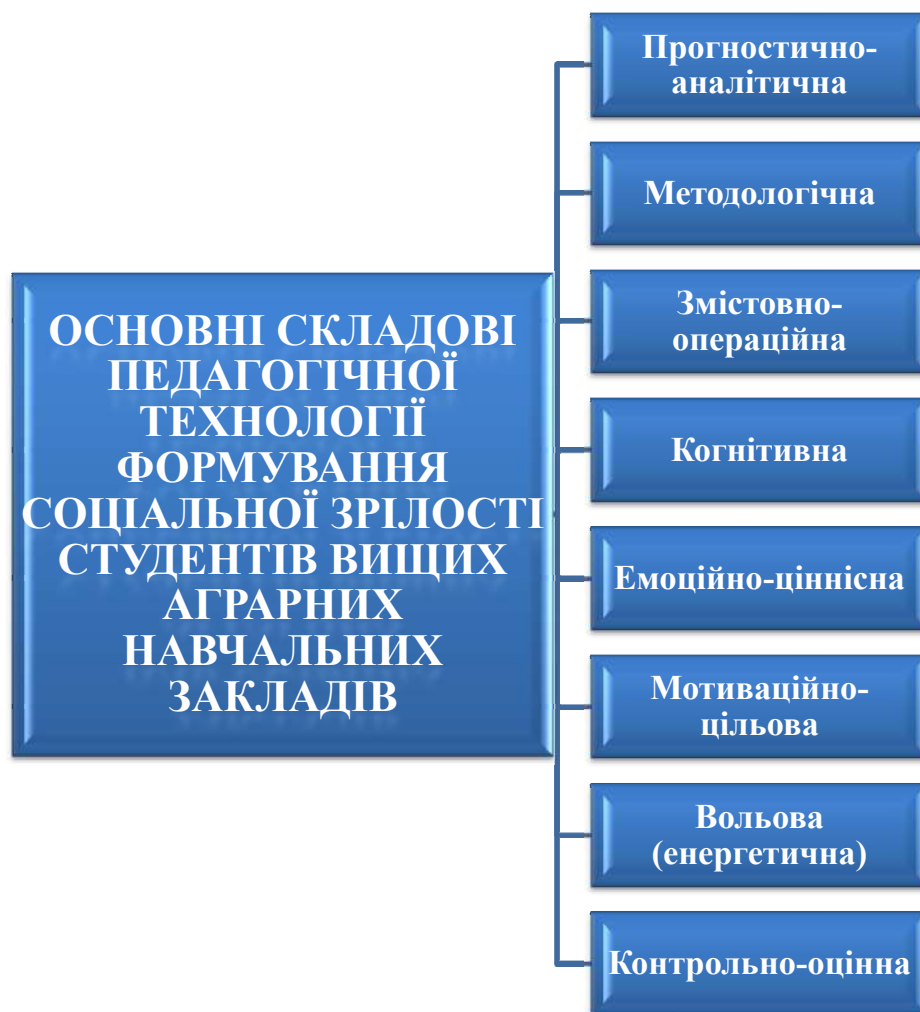 ОСНОВНІ СКЛАДОВІ
ПЕДАГОГІЧНОЇ
ТЕХНОЛОГІЇ
ФОРМУВАННЯ
СОЦІАЛЬНОЇ ЗРІЛОСТІ
СТУДЕНТІВ ВИЩИХ
АГРАРНИХ
НАВЧАЛЬНИХ
ЗАКЛАДІВ
Прогностично-
аналітична
Методологічна
Змістовно-
операційна
Когнітивна
Емоційно-ціннісна
Мотиваційно-
цільова
Вольова
(енергетична)
Контрольно-оцінна